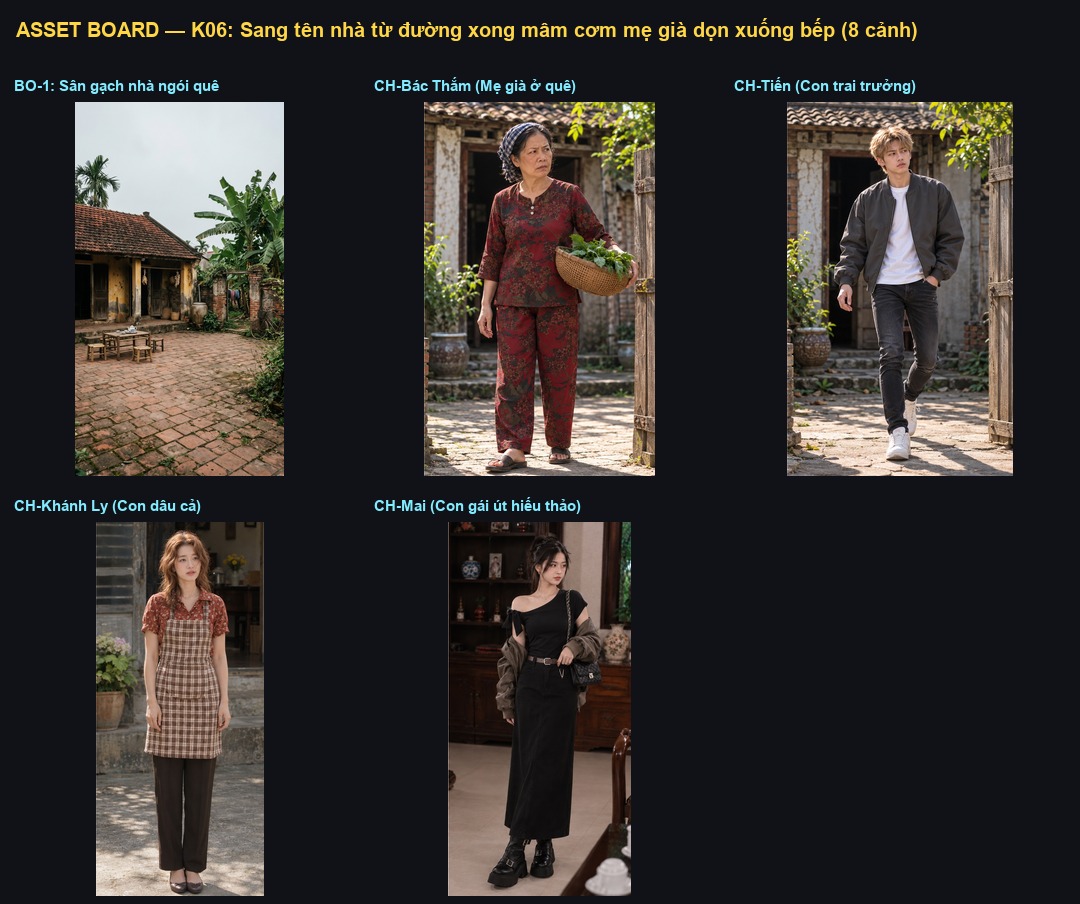 ASSET BOARD — K06: Sang tên nhà từ đường xong mâm cơm mẹ già dọn xuống bếp (8 cảnh)
BO-1: Sân gạch nhà ngói quê
CH-Bác Thắm (Mẹ già ở quê)
CH-Tiến (Con trai trưởng)
CH-Khánh Ly (Con dâu cả)
CH-Mai (Con gái út hiếu thảo)